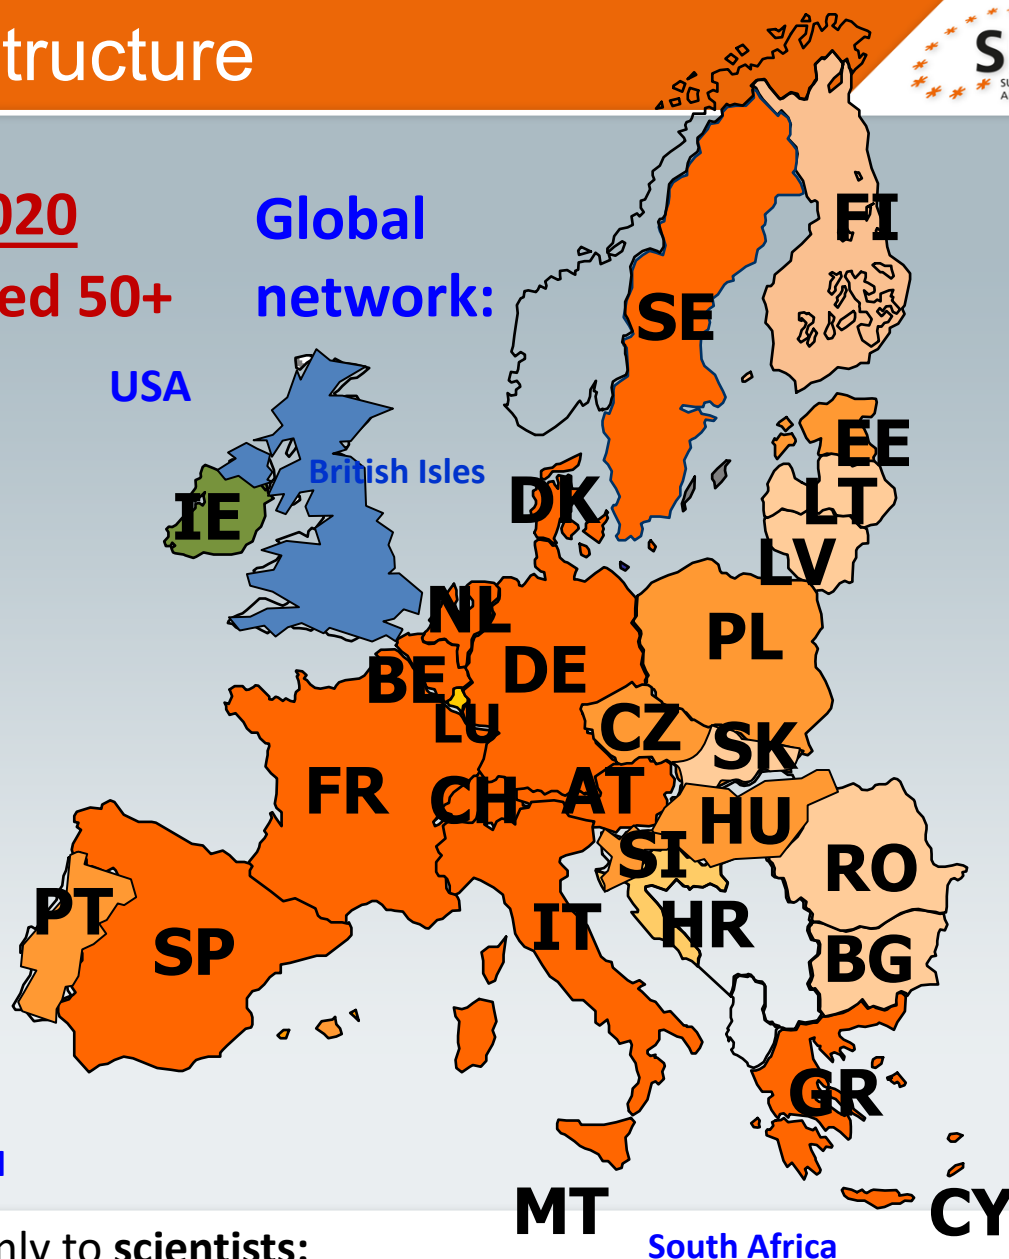 tructure
S
SU
A
020
ed 50+
Global
network:
USA
British Isles
FI
SE
EE
IE
DK
LT
LV
NL
PL
BE
DE
LU
CZ
SK
FR
CH
AT
HU
SI
RO
PT
SP
IT
HR
BG
GR
MT
CY
nly to scientists:
South Africa